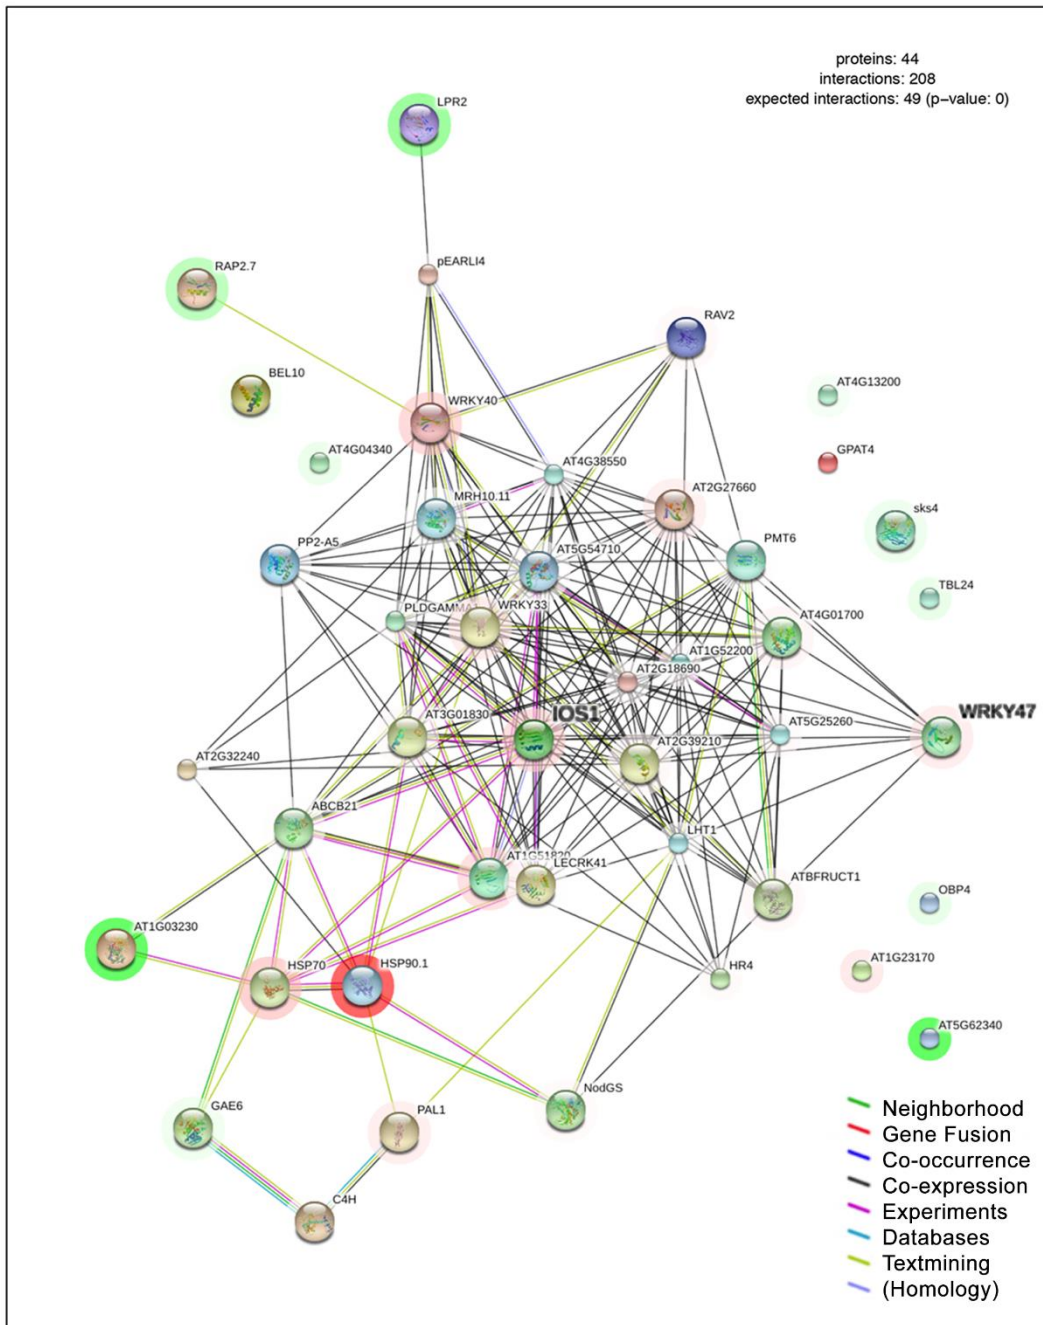 proteins: 44
interactions: 208
expected interactions: 49 (p-value: 0)
LPR2
pEARLI4
RAP2.7
RAV2
BEL10
AT4G13200
WRKY40
AT4G04340
AT4G38550
GPAT4
MRH10.11
AT2G27660
sks4
PP2-A5
AT5G54710
PMT6
TBL24
PLDGAMMA1
WRKY33
AT4G01700
AT1G52200
AT2G18690
AT3G01830
IOS1
WRKY47
AT5G25260
AT2G39210
AT2G32240
ABCB21
LHT1
AT1G51820
LECRK41
ATBFRUCT1
OBP4
AT1G03230
HSP70
HSP90.1
HR4
AT1G23170
AT5G62340
NodGS
GAE6
PAL1
C4H
Neighborhood
Gene Fusion
Co-occurrence
Co-expression
Experiments
Databases
Textmining
(Homology)